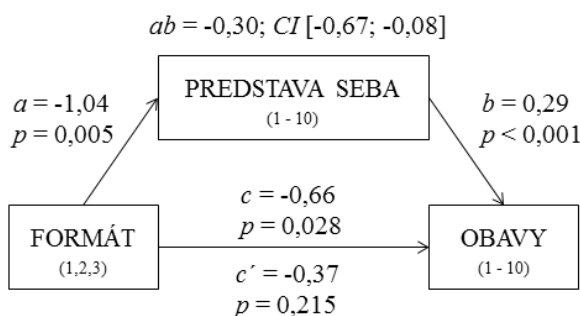 ab = -0,30; CI [-0,67; -0,08]
PREDSTAVA SEBA
(1 - 10)
a = -1,04
p = 0,005
b = 0,29
p < 0,001
FORMÁT
(1,2,3)
c = -0,66
p = 0,028
c´ = -0,37
p = 0,215
OBAVY
(1 - 10)